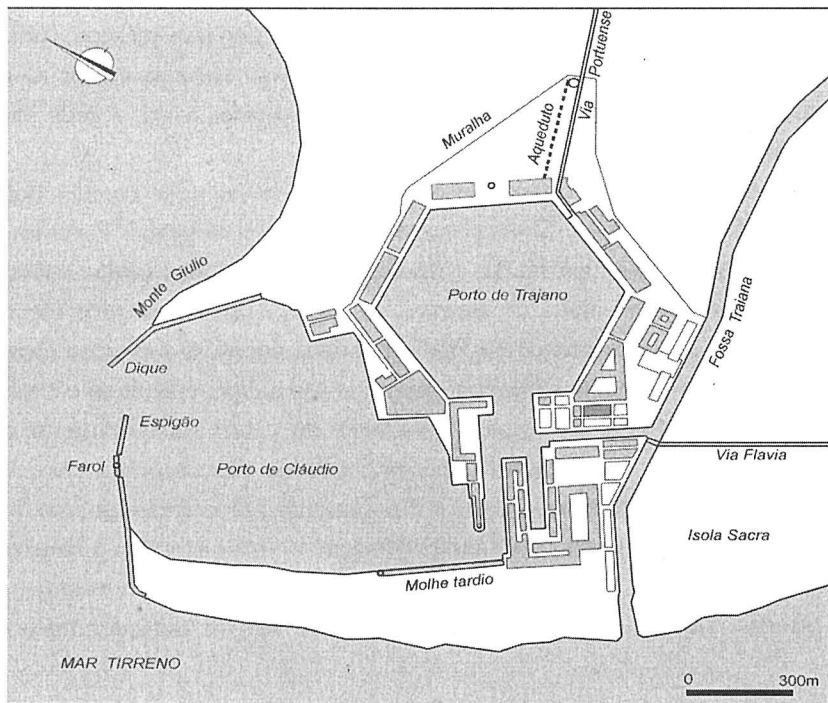 Via Portuense
Aqueduto
Muralha
Porto de Trajano
Monte Giulio
Fossa Traiana
Dique
Espigão
Farol
Porto de Cláudio
Via Flavia
Isola Sacra
Molhe tardio
MAR TIRRENO
0 300m